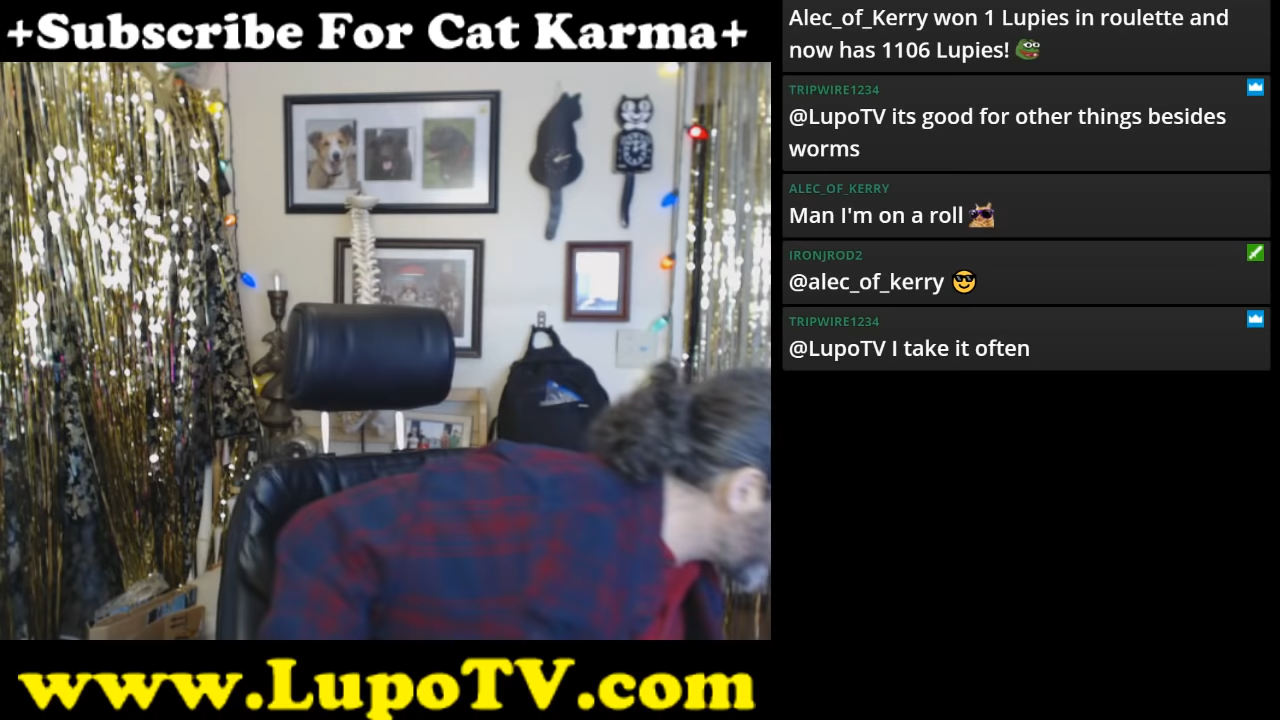 +Subscribe For Cat Karma+
Alec_of_Kerry won 1 Lupies in roulette and
now has 1106 Lupies!
TRIPWIRE1234
@LupoTV its good for other things besides
worms
ALEC_OF_KERRY
Man I'm on a roll
IRONJROD2
@alec_of_kerry
TRIPWIRE1234
@LupoTV I take it often
www.LupoTV.com